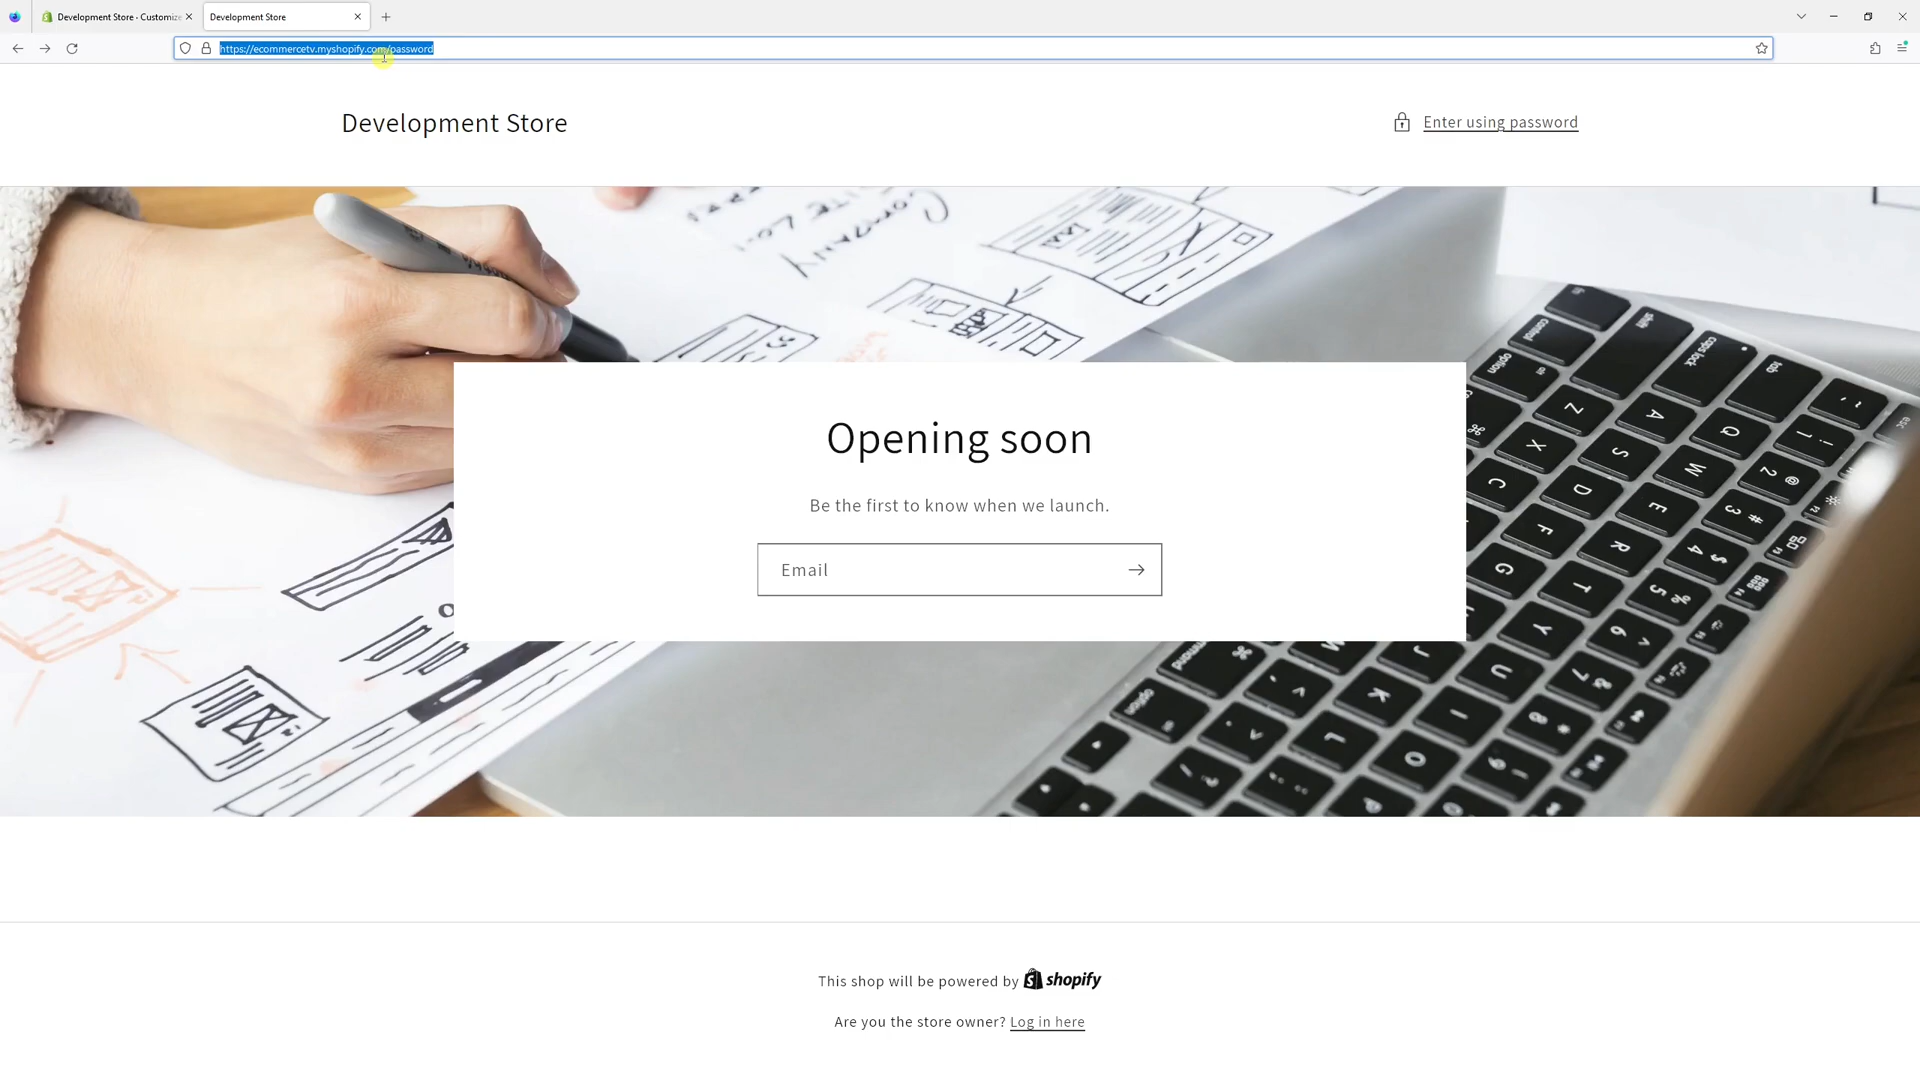 Development Store - Customize
Development Store
https://ecommercetv.myshopify.com/password
Development Store
Enter using password
Opening soon
Be the first to know when we launch.
Email
This shop will be powered by shopify
Are you the store owner? Log in here